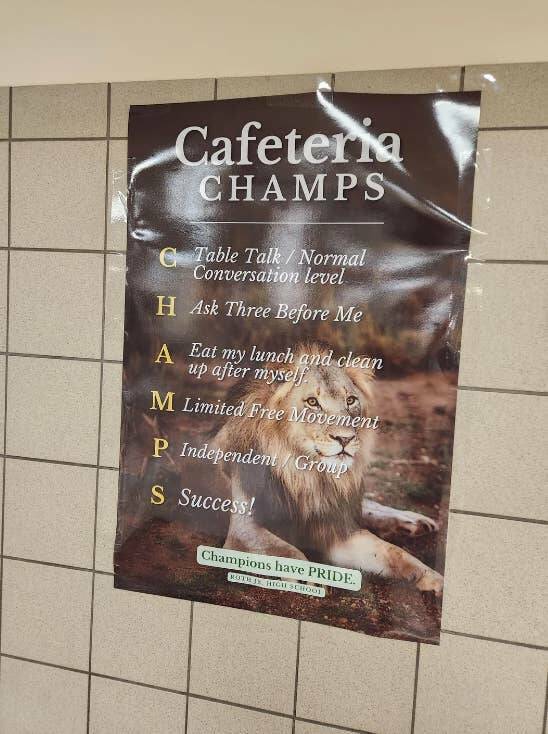 Cafeteria
CHAMPS
C Table Talk / Normal
Conversation level
H Ask Three Before Me
A Eat my lunch and clean
up after myself.
M Limited/Free Movement
P Independent / Group
S Success!
Champions have PRIDE.
RUTH JR. HIGH SCHOOL